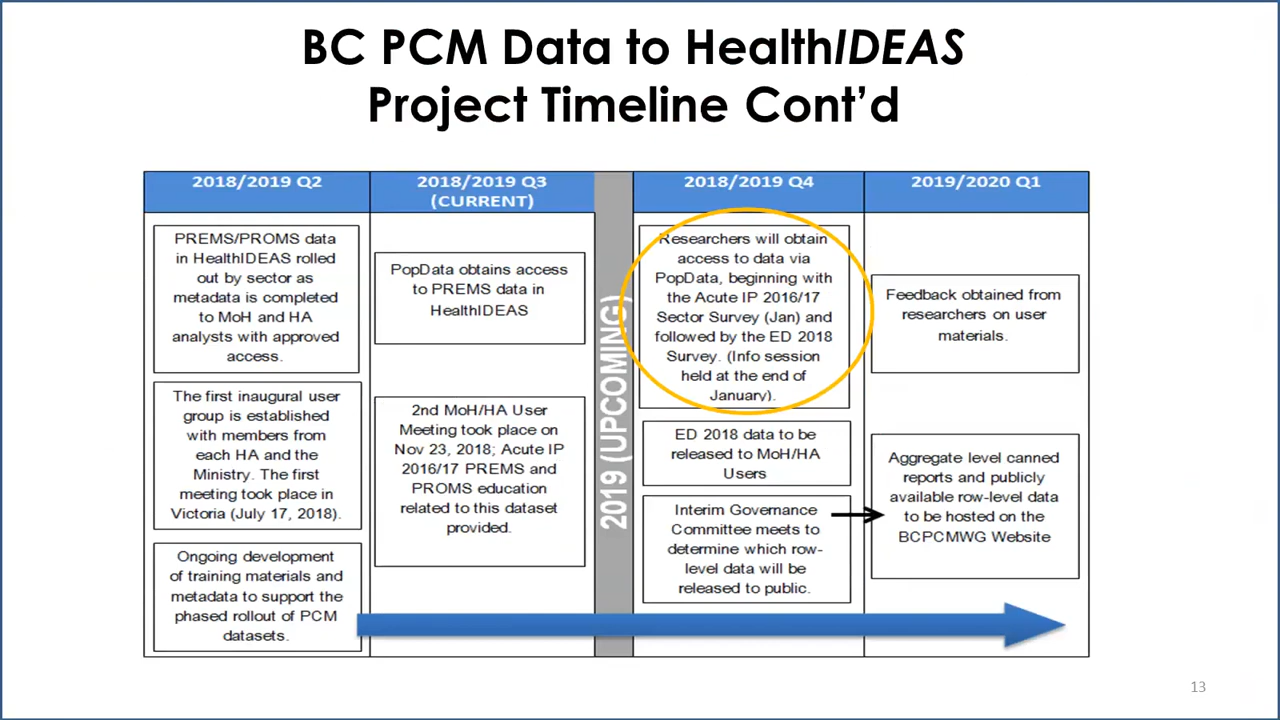 BC PCM Data to HealthIDEAS
Project Timeline Cont'd
2018/2019 Q2
PREMS/PROMS data
in HealthIDEAS rolled
out by sector as
metadata is completed
to MoH and HA
analysts with approved
access.
The first inaugural user
group is established
with members from
each HA and the
Ministry. The first
meeting took place in
Victoria (July 17, 2018).
Ongoing development
of training materials and
metadata to support the
phased rollout of PCM
datasets.
2018/2019 Q3
(CURRENT)
PopData obtains access
to PREMS data in
HealthIDEAS
2nd MoH/HA User
Meeting took place on
Nov 23, 2018; Acute IP
2016/17 PREMS and
PROMS education
related to this dataset
provided.
2019 (UPCOMING)
2018/2019 Q4
Researchers will obtain
access to data via
PopData, beginning with
the Acute IP 2016/17
Sector Survey (Jan) and
followed by the ED 2018
Survey. (Info session
held at the end of
January).
ED 2018 data to be
released to MoH/HA
Users
Interim Governance
Committee meets to
determine which row-
level data will be
released to public.
2019/2020 Q1
Feedback obtained from
researchers on user
materials.
Aggregate level canned
reports and publicly
available row-level data
to be hosted on the
BCPCMWG Website
13